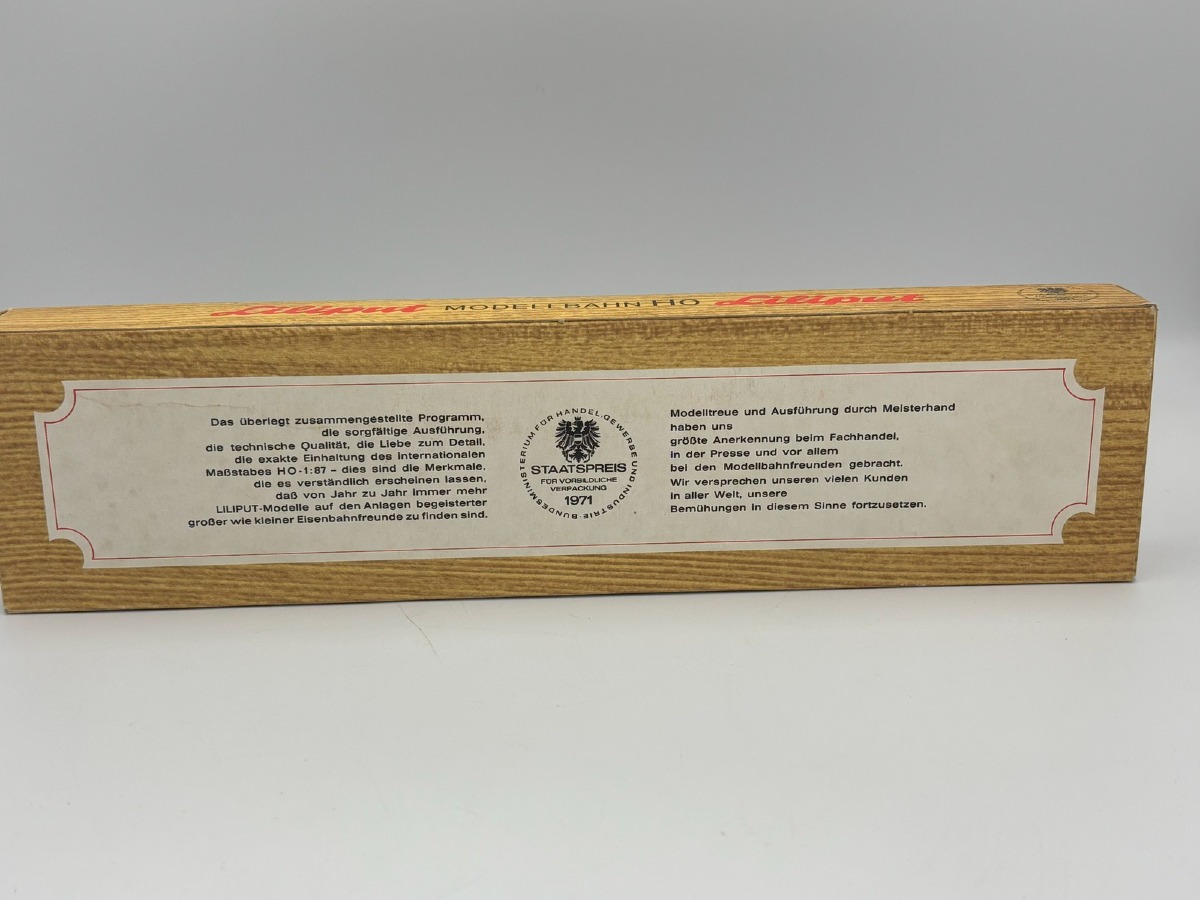 Liliput MODELLBAHN HO Liliput
Das überlegt zusammengestellte Programm,
die sorgfältige Ausführung,
die technische Qualität, die Liebe zum Detail,
die exakte Einhaltung des internationalen
Maßstabes HO-1:87 – dies sind die Merkmale,
die es verständlich erscheinen lassen,
daß von Jahr zu Jahr immer mehr
LILIPUT-Modelle auf den Anlagen begeisterter
großer wie kleiner Eisenbahnfreunde zu finden sind.
BUNDESMINISTERIUM FÜR HANDEL·GEWERBE UND INDUSTRIE·
STAATSPREIS
FÜR VORBILDLICHE
VERPACKUNG
1971
Modelltreue und Ausführung durch Meisterhand
haben uns
größte Anerkennung beim Fachhandel,
in der Presse und vor allem
bei den Modellbahnfreunden gebracht.
Wir versprechen unseren vielen Kunden
in aller Welt, unsere
Bemühungen in diesem Sinne fortzusetzen.